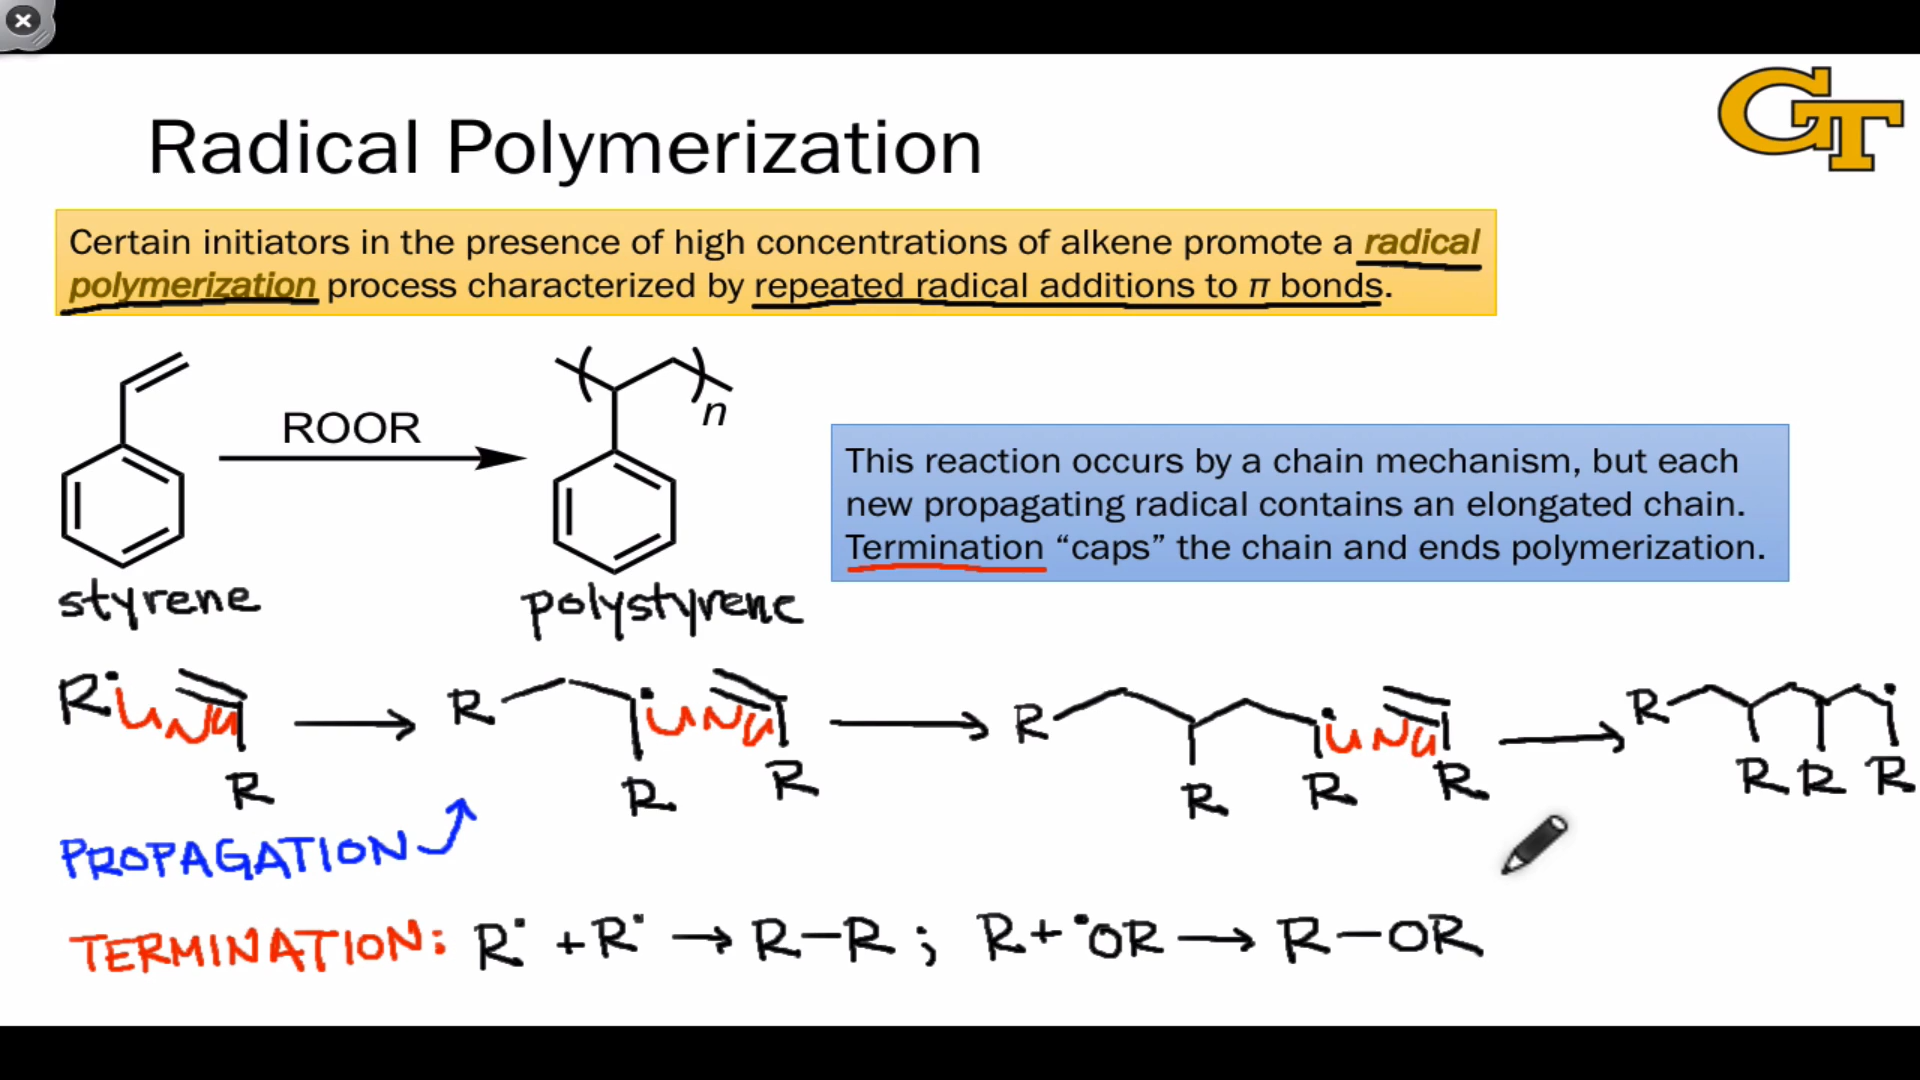 GT
Radical Polymerization
Certain initiators in the presence of high concentrations of alkene promote a radical
polymerization process characterized by repeated radical additions to π bonds.
ROOR
n
This reaction occurs by a chain mechanism, but each
new propagating radical contains an elongated chain.
Termination “caps” the chain and ends polymerization.
styrene polystyrene
R˙ R R R R
R R R R R R R R R
PROPAGATION
TERMINATION: R˙ + R˙ → R–R ; R + ˙OR → R–OR